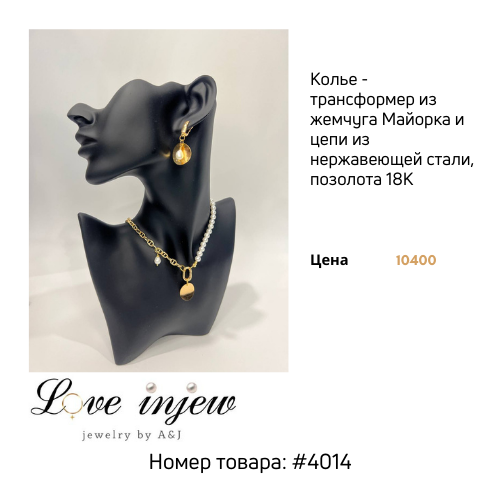 Колье -
трансформер из
жемчуга Майорка и
цепи из
нержавеющей стали,
позолота 18К
Цена 10400
Love injew
jewelry by A&J
Номер товара: #4014